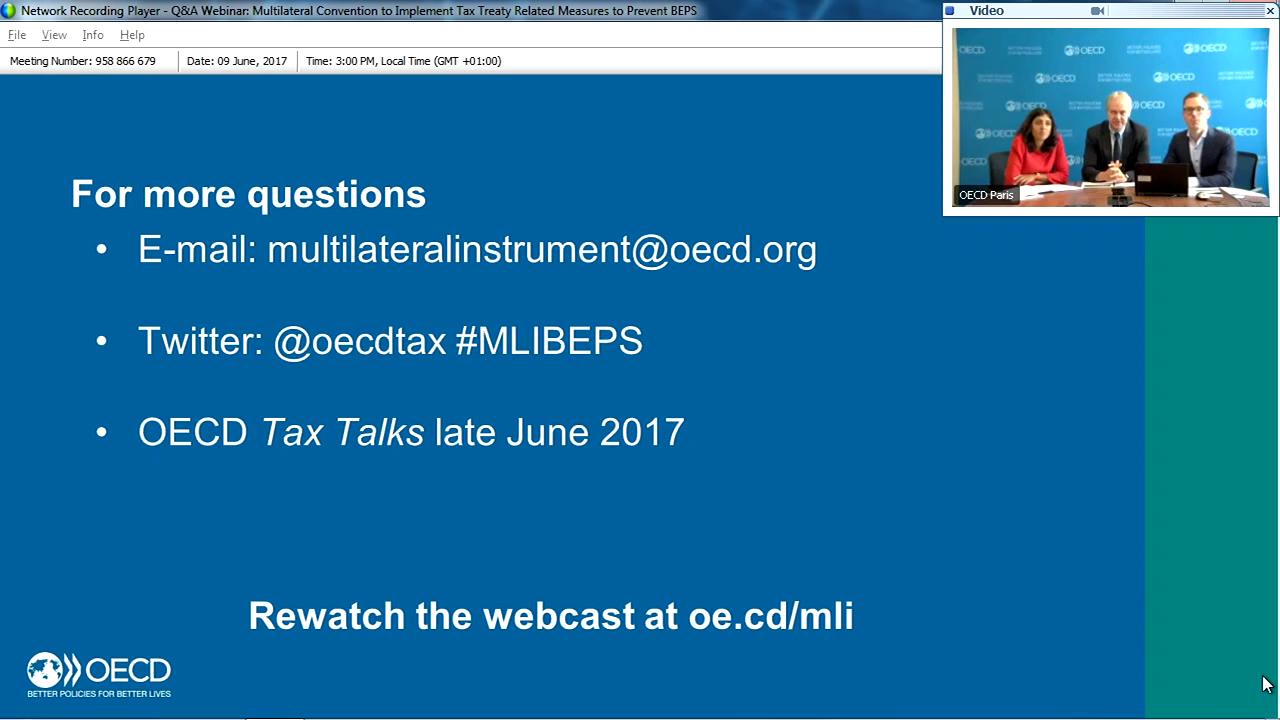 Network Recording Player - Q&A Webinar: Multilateral Convention to Implement Tax Treaty Related Measures to Prevent BEPS
File View Info Help
Meeting Number: 958 866 679 Date: 09 June, 2017 Time: 3:00 PM, Local Time (GMT +01:00)
Video
OECD Paris
For more questions
• E-mail: multilateralinstrument@oecd.org
• Twitter: @oecdtax #MLIBEPS
• OECD Tax Talks late June 2017
Rewatch the webcast at oe.cd/mli
OECD
BETTER POLICIES FOR BETTER LIVES